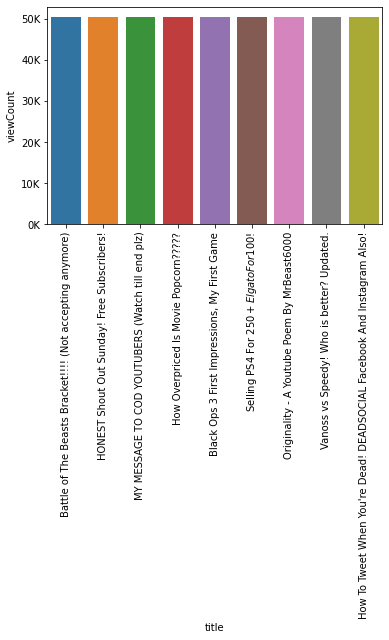 50K
40K
30K
20K
10K
0K
viewCount
Battle of The Beasts Bracket!!!! (Not accepting anymore)
HONEST Shout Out Sunday! Free Subscribers!
MY MESSAGE TO COD YOUTUBERS (Watch till end plz)
How Overpriced Is Movie Popcorn?????
Black Ops 3 First Impressions, My First Game
Selling PS4 For 250 + ElgatoFor100!
Originality - A Youtube Poem By MrBeast6000
Vanoss vs Speedy! Who is better? Updated.
How To Tweet When You're Dead! DEADSOCIAL Facebook And Instagram Also!
title